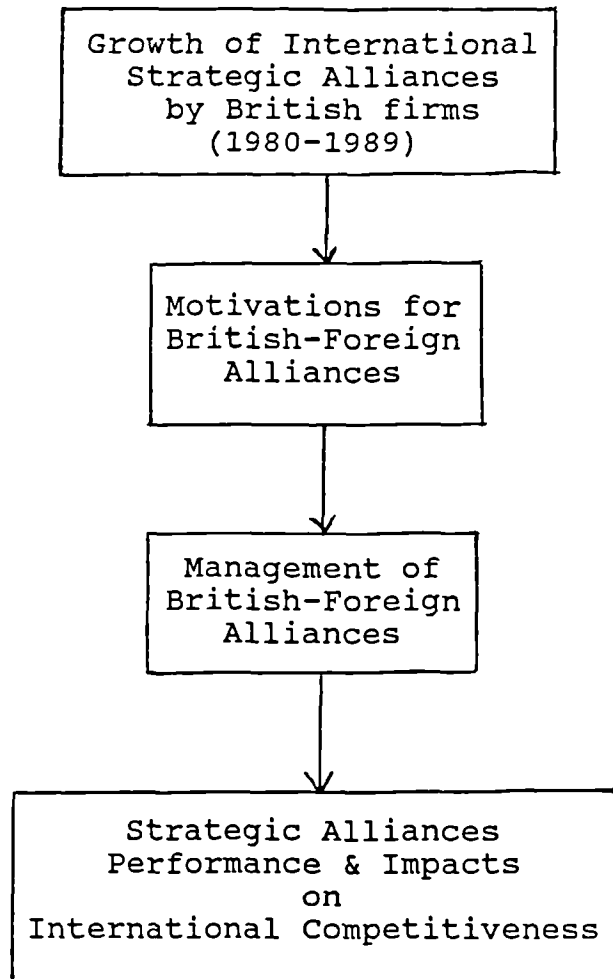 Growth of International
Strategic Alliances
by British firms
(1980-1989)
Motivations for
British-Foreign
Alliances
Management of
British-Foreign
Alliances
Strategic Alliances
Performance & Impacts
on
International Competitiveness